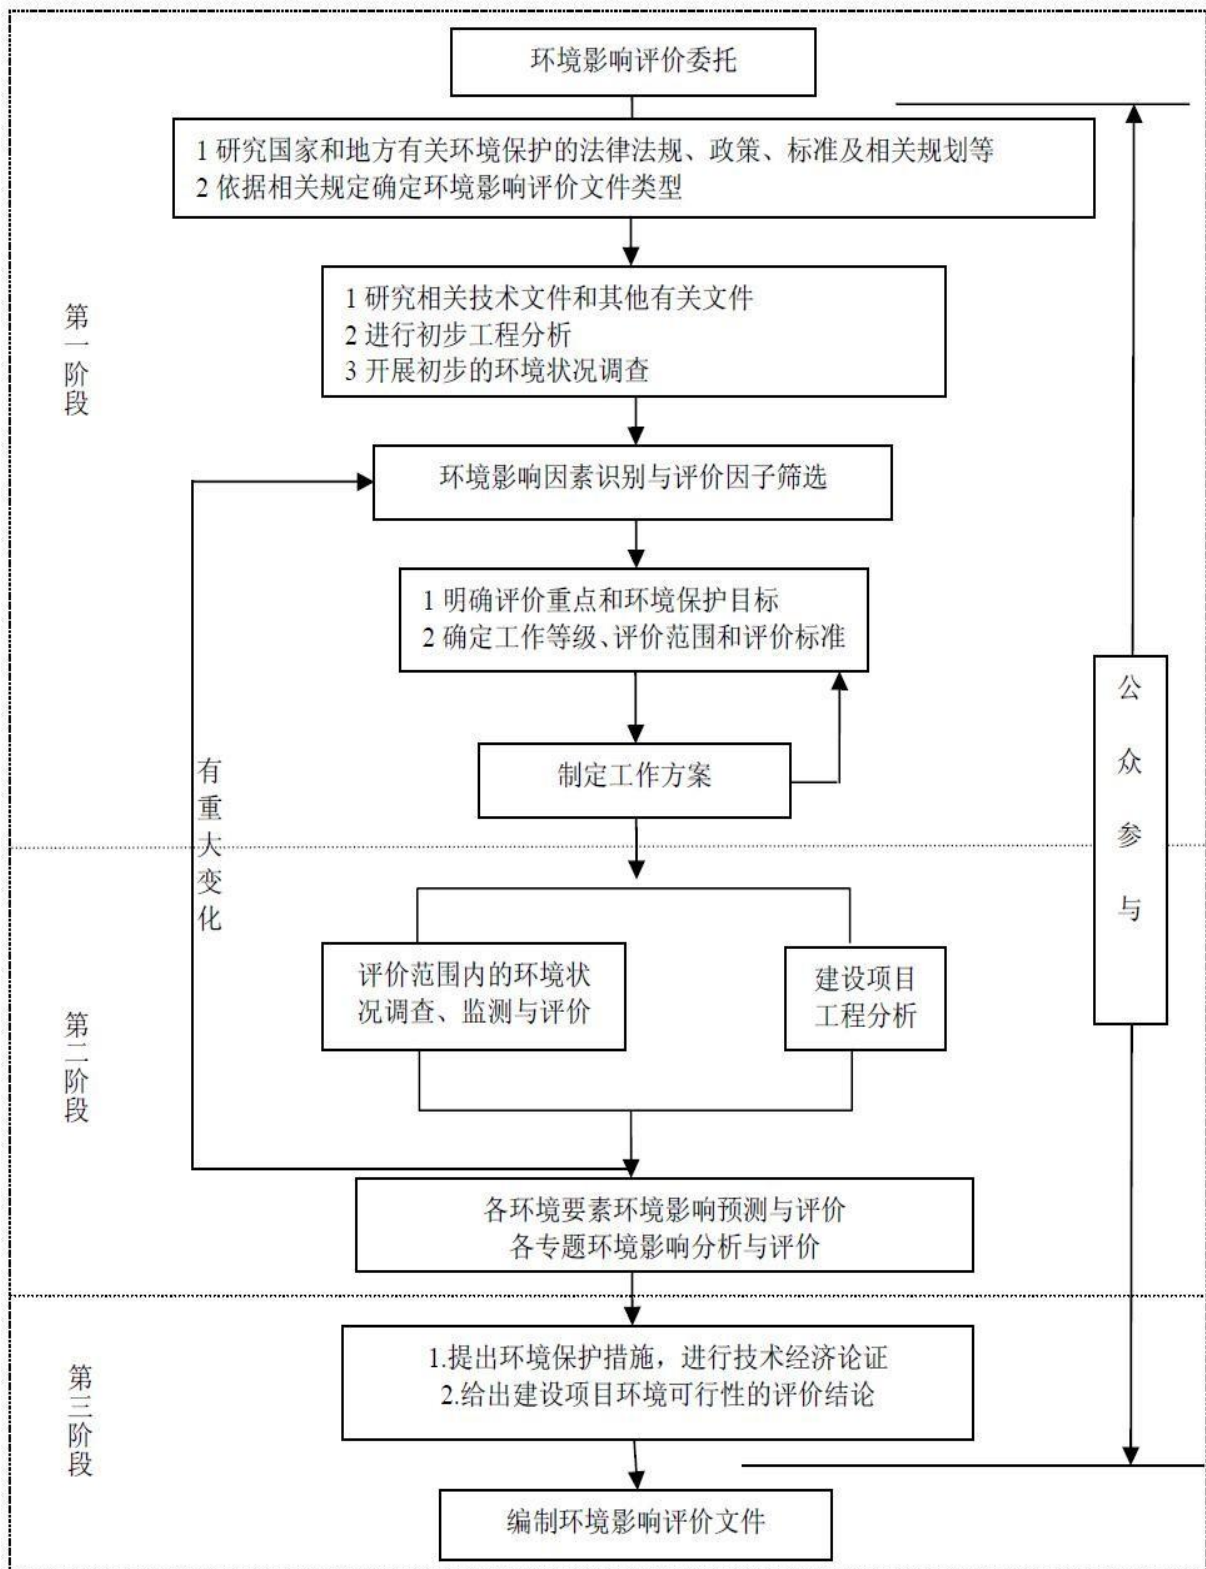 环境影响评价委托
1 研究国家和地方有关环境保护的法律法规、政策、标准及相关规划等
2 依据相关规定确定环境影响评价文件类型
第一阶段
1 研究相关技术文件和其他有关文件
2 进行初步工程分析
3 开展初步的环境状况调查
环境影响因素识别与评价因子筛选
1 明确评价重点和环境保护目标
2 确定工作等级、评价范围和评价标准
制定工作方案
有重大变化
公众参与
第二阶段
评价范围内的环境状
况调查、监测与评价
建设项目
工程分析
各环境要素环境影响预测与评价
各专题环境影响分析与评价
第三阶段
1.提出环境保护措施，进行技术经济论证
2.给出建设项目环境可行性的评价结论
编制环境影响评价文件